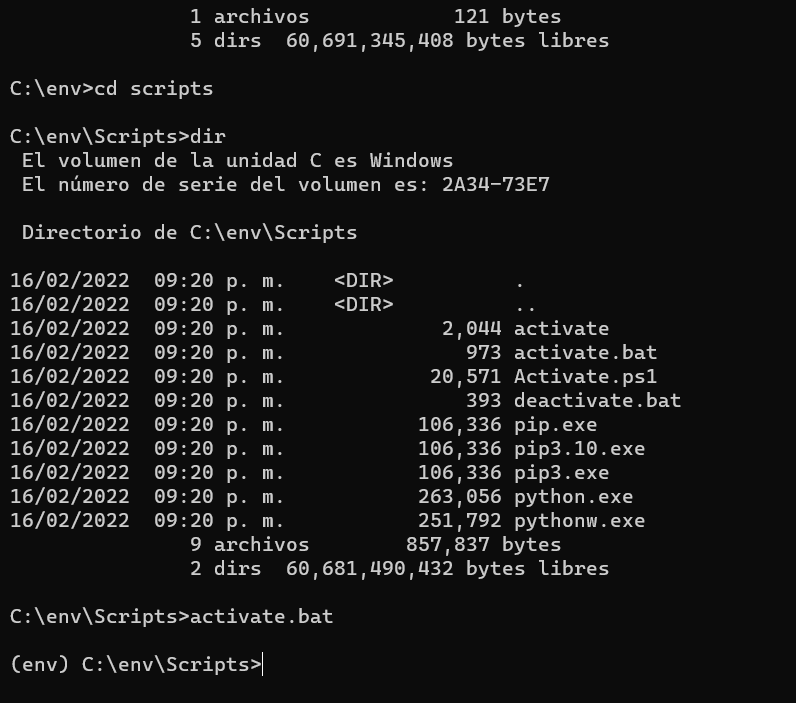 1 archivos 121 bytes
5 dirs 60,691,345,408 bytes libres
C:\env>cd scripts
C:\env\Scripts>dir
El volumen de la unidad C es Windows
El número de serie del volumen es: 2A34-73E7
Directorio de C:\env\Scripts
16/02/2022 09:20 p. m. <DIR> .
16/02/2022 09:20 p. m. <DIR> ..
16/02/2022 09:20 p. m. 2,044 activate
16/02/2022 09:20 p. m. 973 activate.bat
16/02/2022 09:20 p. m. 20,571 Activate.ps1
16/02/2022 09:20 p. m. 393 deactivate.bat
16/02/2022 09:20 p. m. 106,336 pip.exe
16/02/2022 09:20 p. m. 106,336 pip3.10.exe
16/02/2022 09:20 p. m. 106,336 pip3.exe
16/02/2022 09:20 p. m. 263,056 python.exe
16/02/2022 09:20 p. m. 251,792 pythonw.exe
9 archivos 857,837 bytes
2 dirs 60,681,490,432 bytes libres
C:\env\Scripts>activate.bat
(env) C:\env\Scripts>